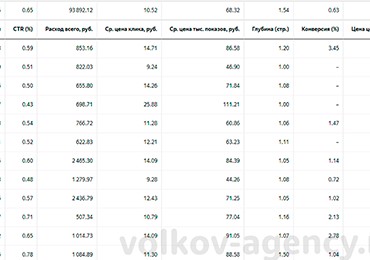 0.65 93 892.12 10.52 68.32 1.54 0.63
CTR (%) Расход всего, руб. Ср. цена клика, руб. Ср. цена тыс. показов, руб. Глубина (стр.) Конверсия (%) Цена це
0.59 853.16 14.71 86.58 1.20 3.45
0.51 822.03 9.24 46.90 1.00 –
0.50 655.80 14.26 71.84 1.08 –
0.43 698.71 25.88 111.21 1.00 –
0.54 766.72 11.28 60.86 1.06 1.47
0.52 622.83 12.21 63.23 1.11 –
0.60 2 465.30 14.09 84.39 1.05 1.14
0.48 1 279.97 9.28 44.26 1.08 0.72
0.57 2 436.79 12.43 71.25 1.05 1.02
0.71 507.34 10.79 77.04 1.16 2.13
0.65 1 014.73 14.09 91.05 1.07 2.78
0.78 1 084.89 11.30 88.58 1.50 1.04
volkov-agency.r